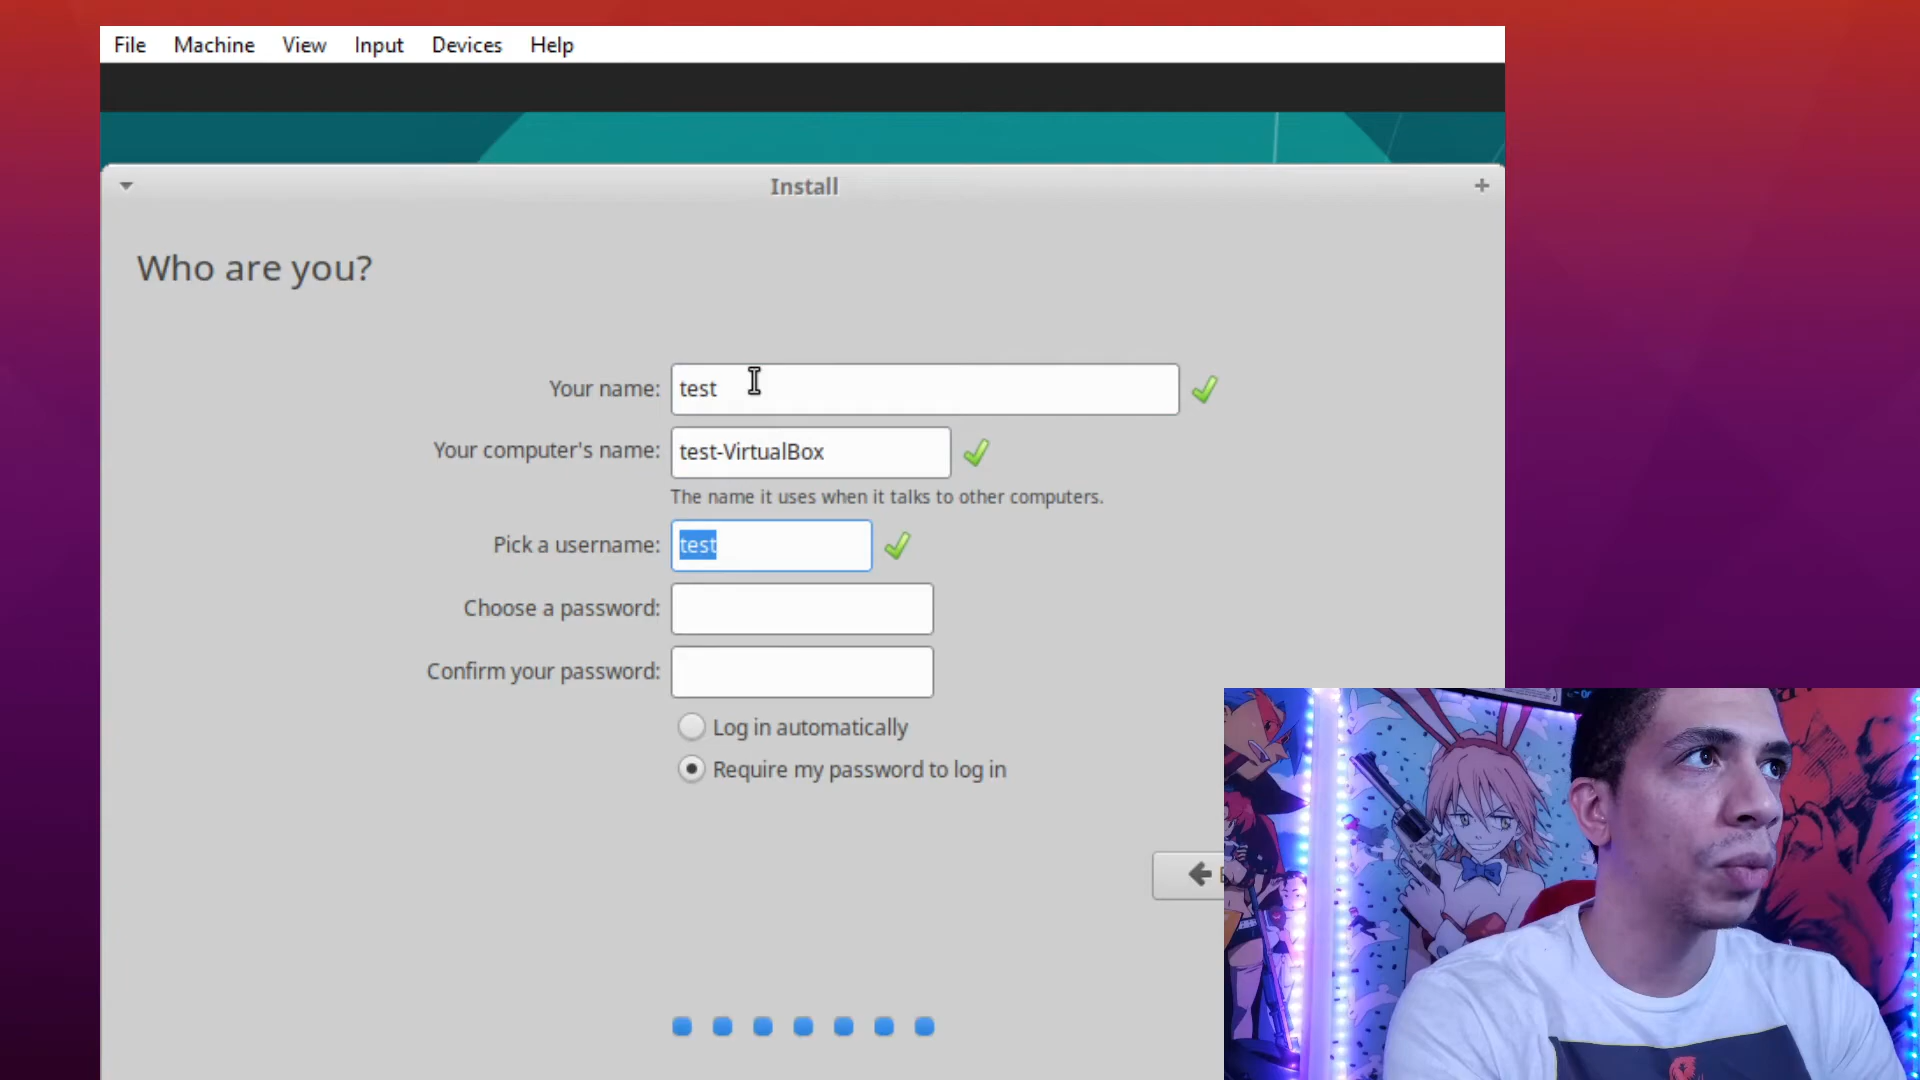 File Machine View Input Devices Help
Install
Who are you?
Your name: test
Your computer's name: test-VirtualBox
The name it uses when it talks to other computers.
Pick a username: test
Choose a password:
Confirm your password:
Log in automatically
Require my password to log in